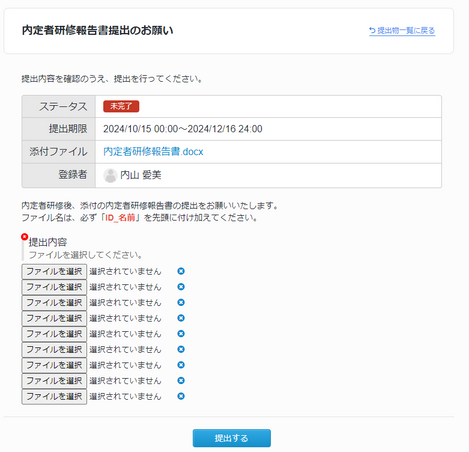 内定者研修報告書提出のお願い
提出物一覧に戻る
提出内容を確認のうえ、提出を行ってください。
ステータス 未完了
提出期限 2024/10/15 00:00～2024/12/16 24:00
添付ファイル 内定者研修報告書.docx
登録者 内山 愛美
内定者研修後、添付の内定者研修報告書の提出をお願いいたします。
ファイル名は、必ず「ID_名前」を先頭に付け加えてください。
提出内容
ファイルを選択してください。
ファイルを選択 選択されていません
ファイルを選択 選択されていません
ファイルを選択 選択されていません
ファイルを選択 選択されていません
ファイルを選択 選択されていません
ファイルを選択 選択されていません
ファイルを選択 選択されていません
ファイルを選択 選択されていません
ファイルを選択 選択されていません
提出する